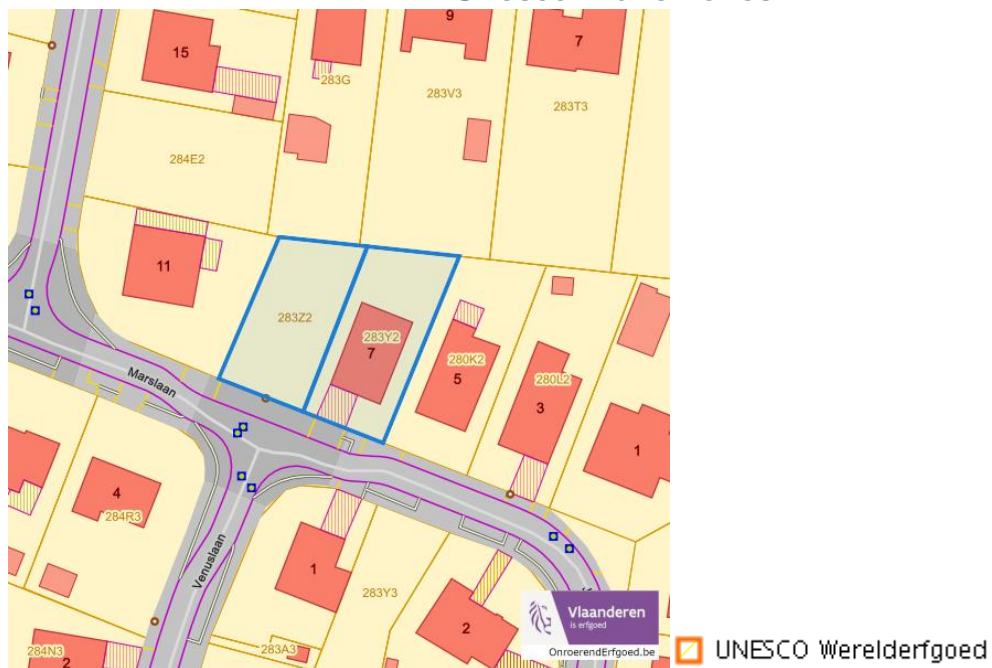 15
9
7
283G
283V3
283T3
284E2
11
283Z2
283Y2
7
280K2
5
280L2
3
1
Marslaan
4
284R3
Venuslaan
1
283Y3
2
283A3
284N3
2
Vlaanderen
is erfgoed
OnroerendErfgoed.be
UNESCO Werelderfgoed